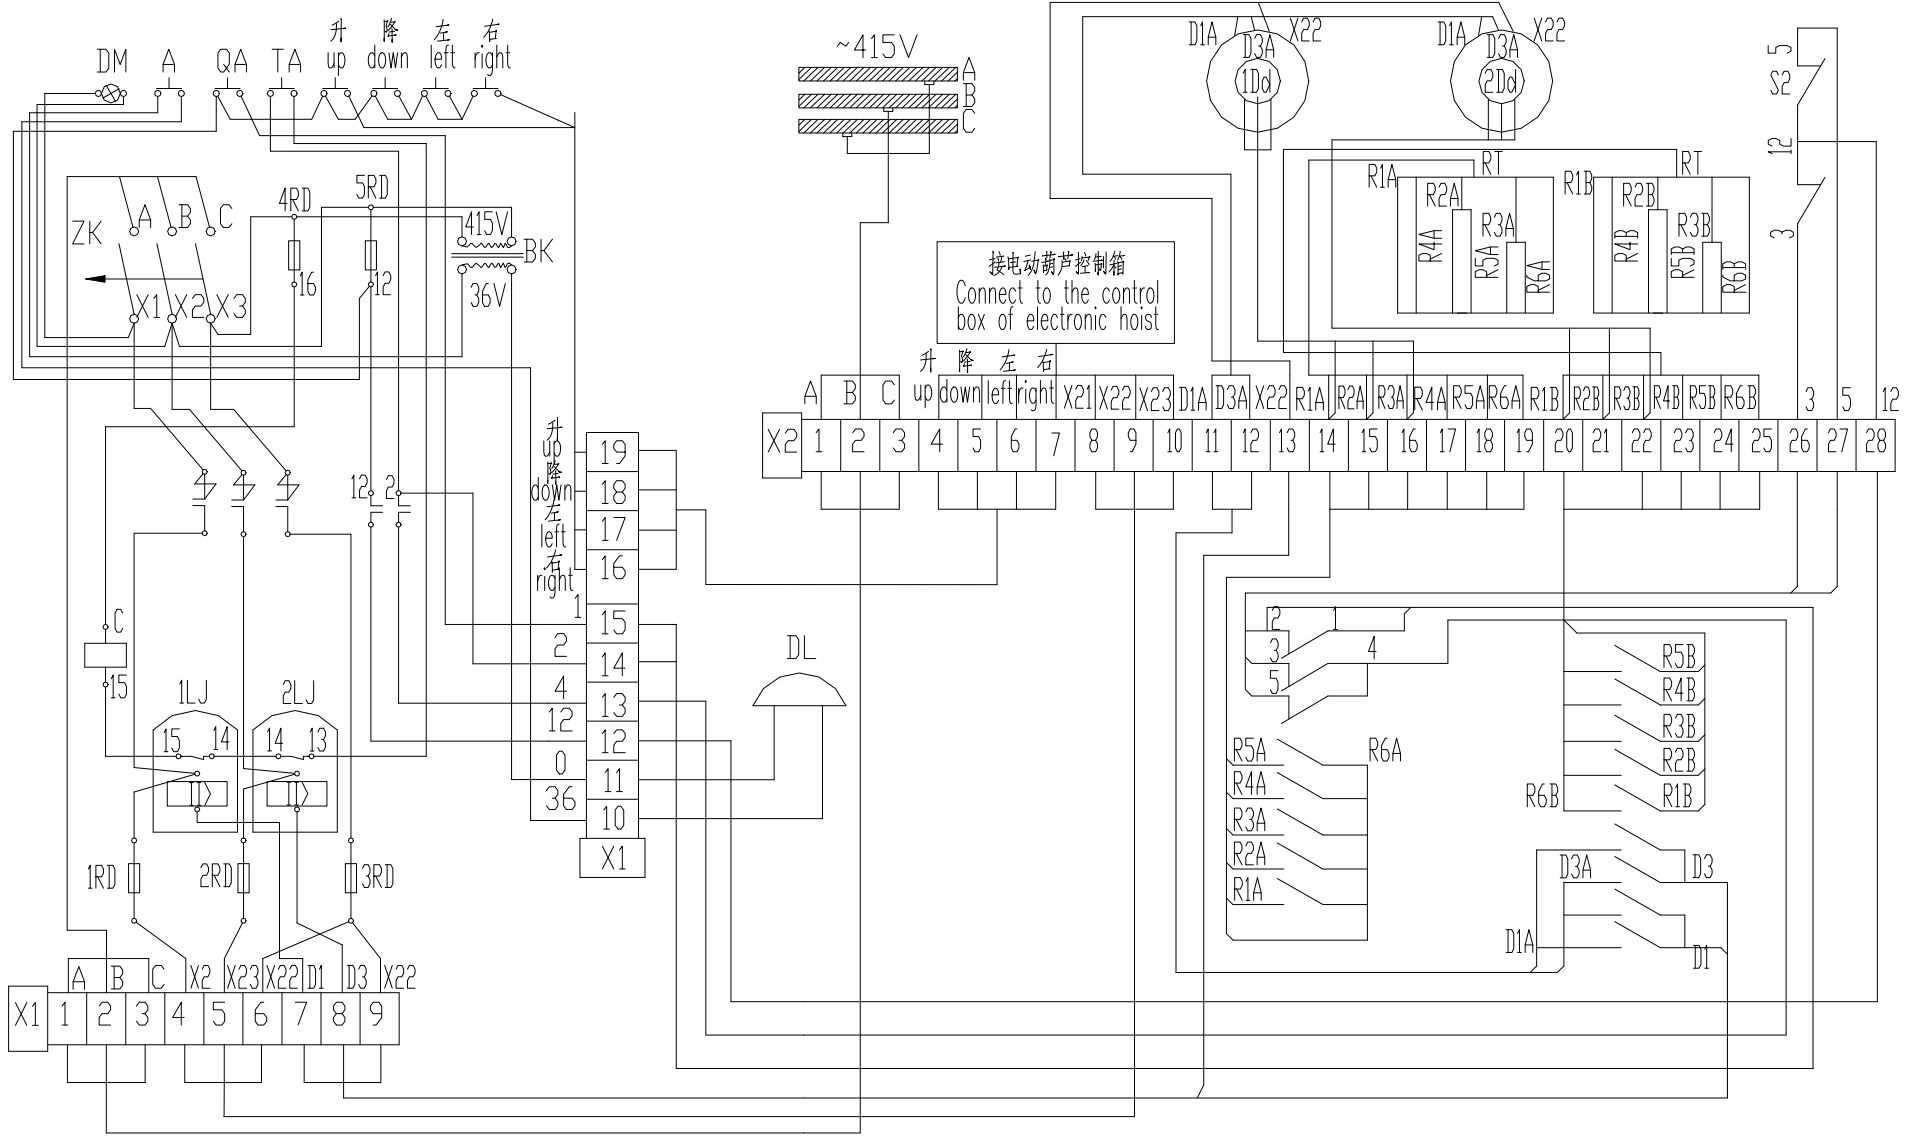 升 降 左 右
up down left right
DM A QA TA
~415V
A
B
C
D1A X22
D3A
1Dd
D1A X22
D3A
2Dd
5
S2
12
3
ZK A B C
4RD 5RD
415V
BK
36V
16 12
X1 X2 X3
RT
R1A
R2A
R3A
R4A
R5A
R6A
RT
R1B
R2B
R3B
R4B
R5B
R6B
接电动葫芦控制箱
Connect to the control
box of electronic hoist
升 降 左 右
A B C up down left right X21 X22 X23 D1A D3A X22 R1A R2A R3A R4A R5A R6A R1B R2B R3B R4B R5B R6B 3 5 12
X2 1 2 3 4 5 6 7 8 9 10 11 12 13 14 15 16 17 18 19 20 21 22 23 24 25 26 27 28
12 2
升
up
降
down
左
left
右
right
1
2
4
12
0
36
19
18
17
16
15
14
13
12
11
10
X1
DL
C
15
1LJ 2LJ
15 14 14 13
1RD 2RD 3RD
2 1
3 4
5
R5A R6A
R4A
R3A
R2A
R1A
R5B
R4B
R3B
R2B
R6B R1B
D3A D3
D1A D1
A B C X2 X23 X22 D1 D3 X22
X1 1 2 3 4 5 6 7 8 9